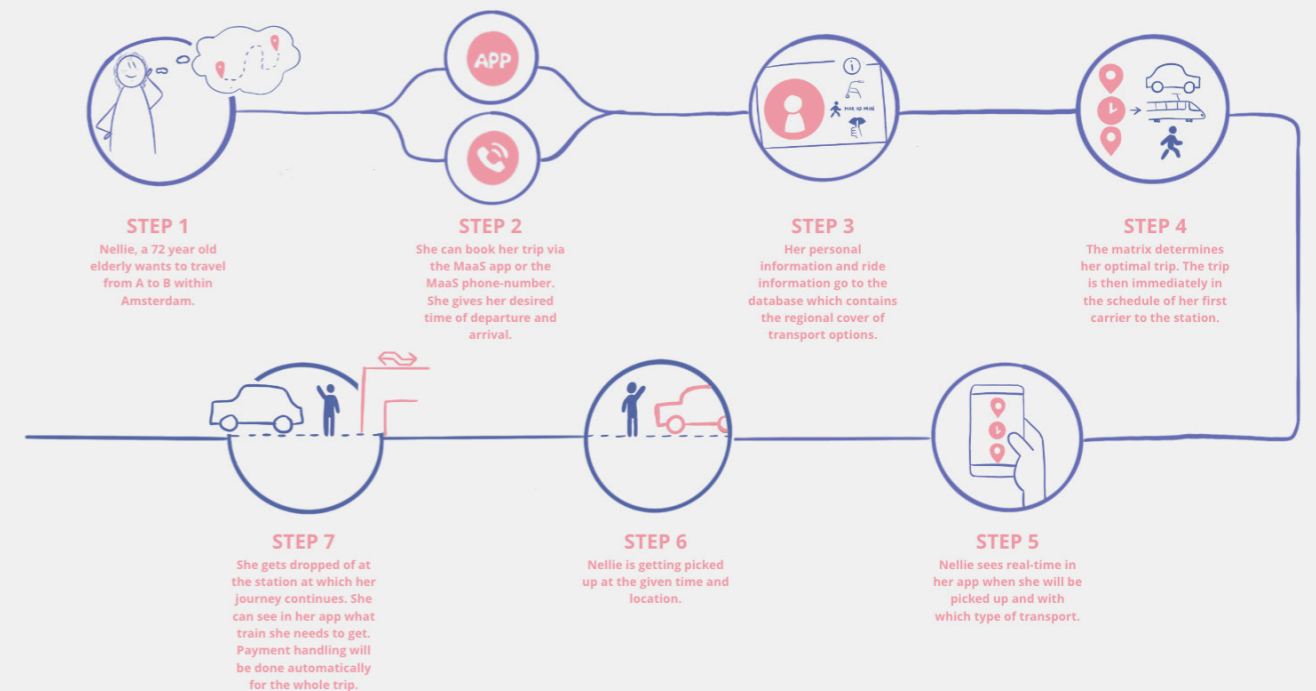 APP
STEP 1
Nellie, a 72 year old
elderly wants to travel
from A to B within
Amsterdam.
STEP 2
She can book her trip via
the MaaS app or the
MaaS phone-number.
She gives her desired
time of departure and
arrival.
STEP 3
Her personal
information and ride
information go to the
database which contains
the regional cover of
transport options.
STEP 4
The matrix determines
her optimal trip. The trip
is then immediately in
the schedule of her first
carrier to the station.
STEP 5
Nellie sees real-time in
her app when she will be
picked up and with
which type of transport.
STEP 6
Nellie is getting picked
up at the given time and
location.
STEP 7
She gets dropped of at
the station at which her
journey continues. She
can see in her app what
train she needs to get.
Payment handling will
be done automatically
for the whole trip.